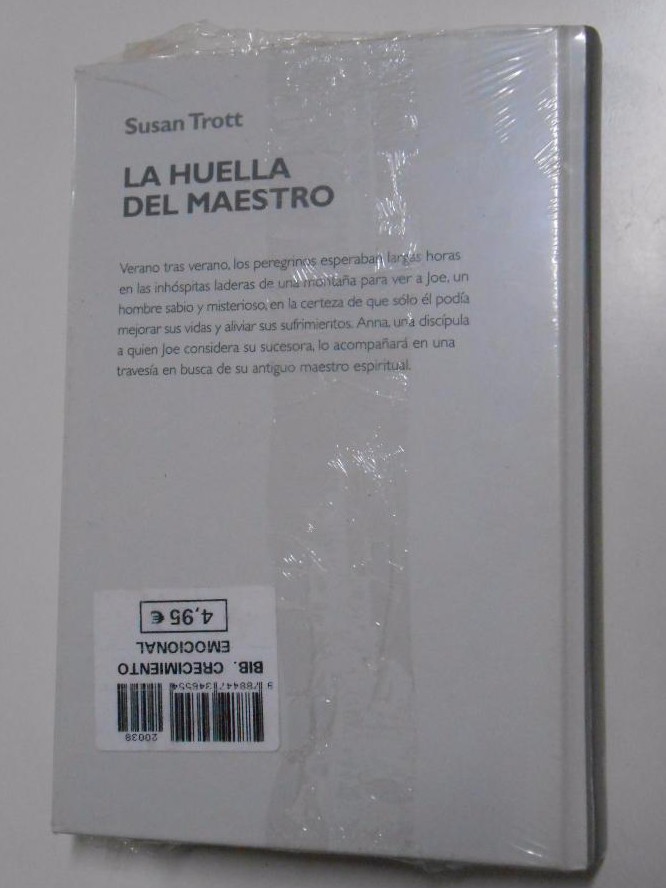 Susan Trott
LA HUELLA
DEL MAESTRO
Verano tras verano, los peregrinos esperaban largas horas
en las inhóspitas laderas de una montaña para ver a Joe, un
hombre sabio y misterioso, en la certeza de que sólo él podía
mejorar sus vidas y aliviar sus sufrimientos. Anna, una discípula
a quien Joe considera su sucesora, lo acompañará en una
travesía en busca de su antiguo maestro espiritual.
20038
9 788447 346554
BIB. CRECIMIENTO
EMOCIONAL
4,95 €